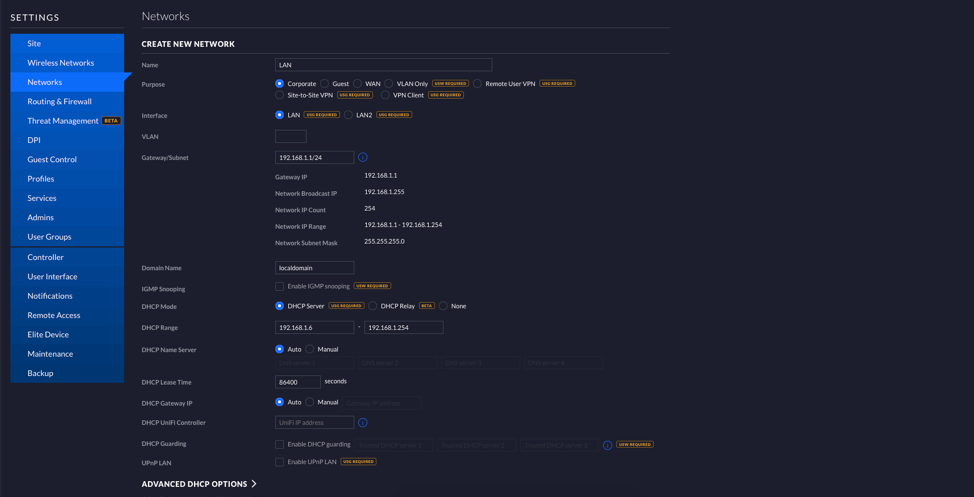 SETTINGS
Site
Wireless Networks
Networks
Routing & Firewall
Threat Management BETA
DPI
Guest Control
Profiles
Services
Admins
User Groups
Controller
User Interface
Notifications
Remote Access
Elite Device
Maintenance
Backup
Networks
CREATE NEW NETWORK
Name LAN
Purpose Corporate Guest WAN VLAN Only USW REQUIRED Remote User VPN USG REQUIRED
Site-to-Site VPN USG REQUIRED VPN Client USG REQUIRED
Interface LAN USG REQUIRED LAN2 USG REQUIRED
VLAN
Gateway/Subnet 192.168.1.1/24
Gateway IP 192.168.1.1
Network Broadcast IP 192.168.1.255
Network IP Count 254
Network IP Range 192.168.1.1 - 192.168.1.254
Network Subnet Mask 255.255.255.0
Domain Name localdomain
IGMP Snooping Enable IGMP snooping USW REQUIRED
DHCP Mode DHCP Server USG REQUIRED DHCP Relay BETA None
DHCP Range 192.168.1.6 - 192.168.1.254
DHCP Name Server Auto Manual
DNS server 1 DNS server 2 DNS server 3 DNS server 4
DHCP Lease Time 86400 seconds
DHCP Gateway IP Auto Manual Gateway IP address
DHCP UniFi Controller UniFi IP address
DHCP Guarding Enable DHCP guarding Trusted DHCP server 1 Trusted DHCP server 2 Trusted DHCP server 3 USW REQUIRED
UPnP LAN Enable UPnP LAN USG REQUIRED
ADVANCED DHCP OPTIONS